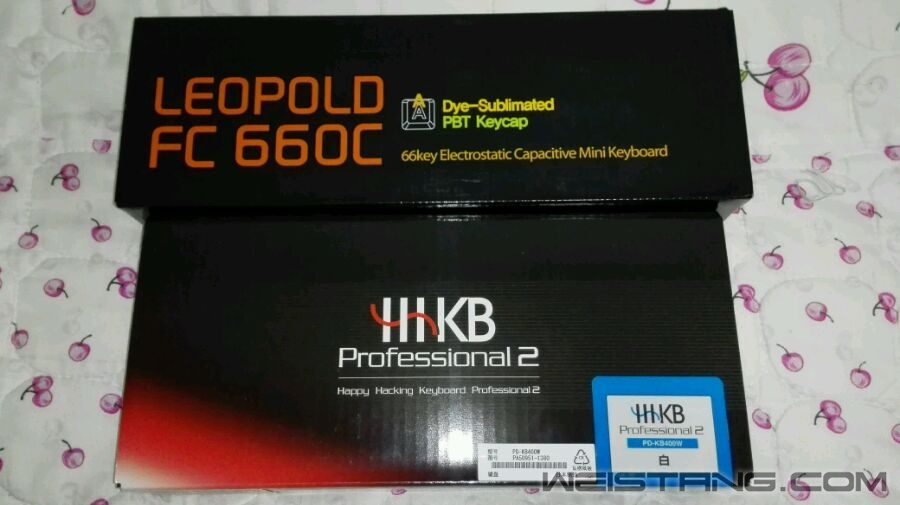 LEOPOLD
FC 660C
A
Dye-Sublimated
PBT Keycap
66key Electrostatic Capacitive Mini Keyboard
HHKB
Professional 2
Happy Hacking Keyboard Professional 2
HHKB
Professional 2
PD-KB400W
白
PD-KB400W
WEISTANG.COM